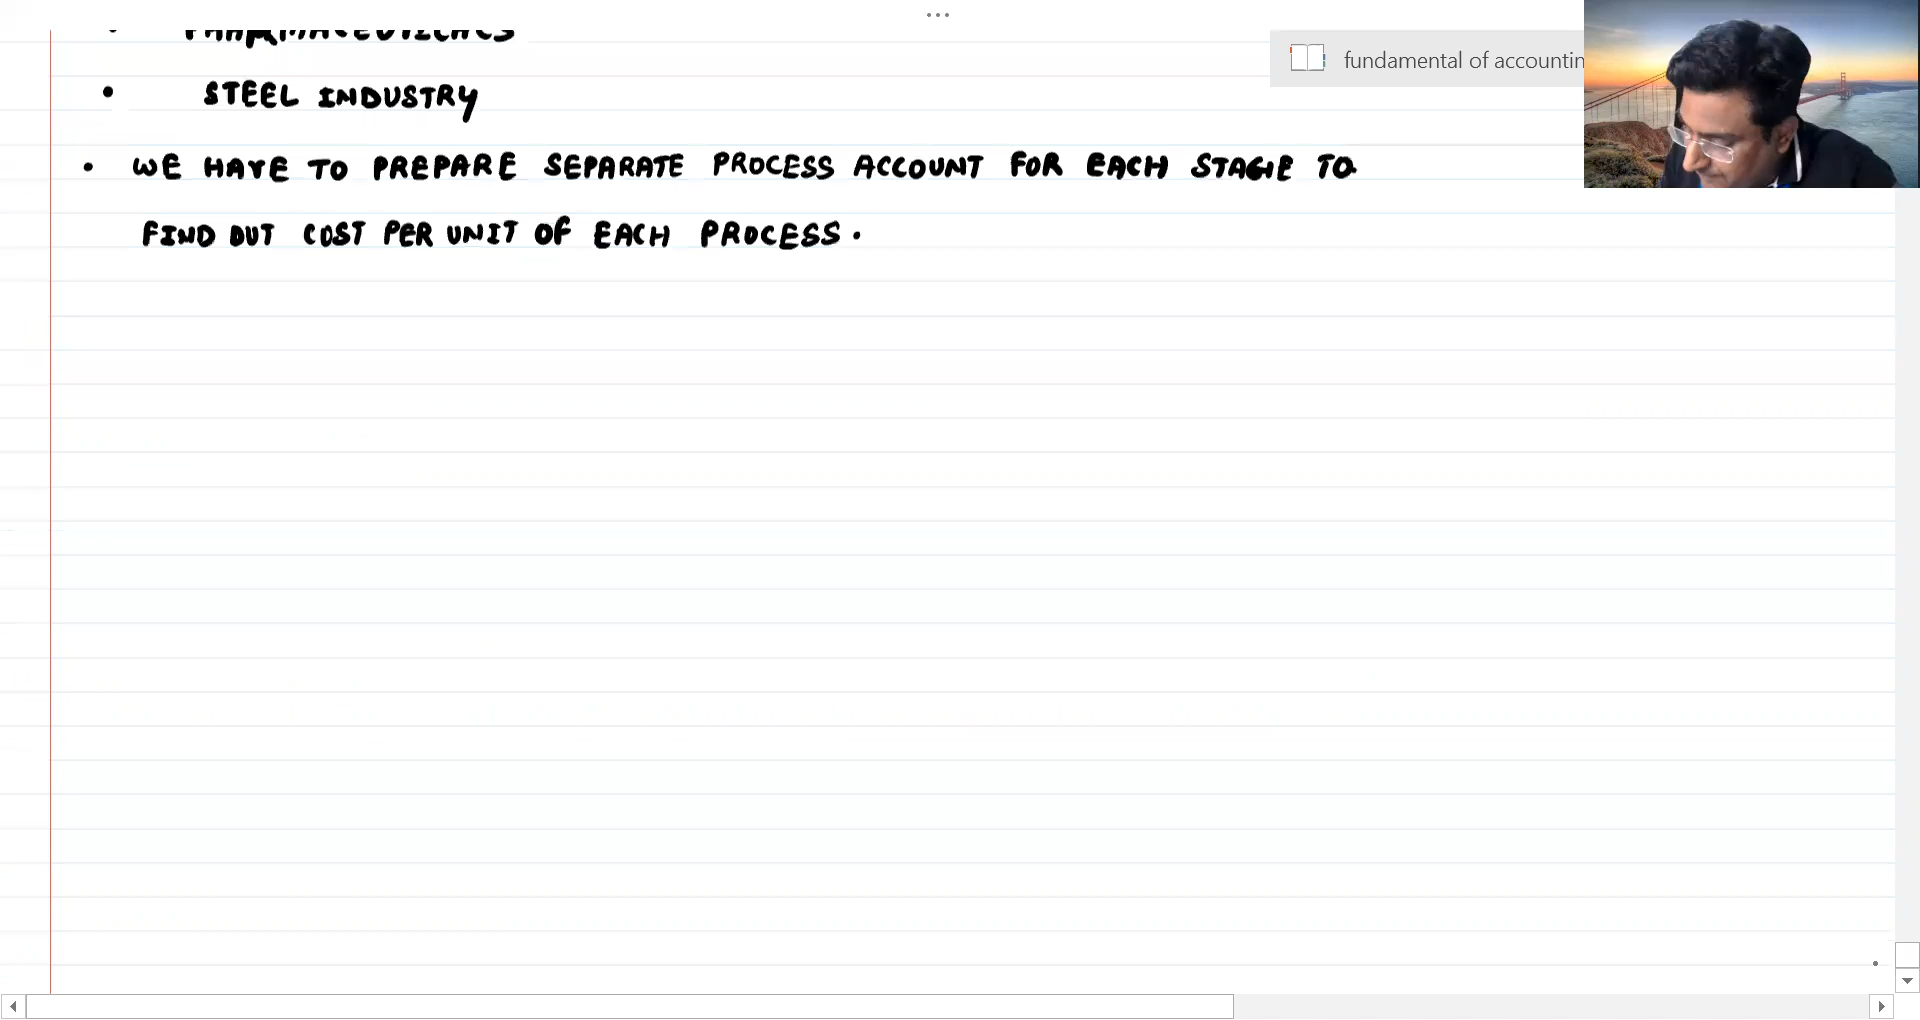 PHARMACEUTICALS
fundamental of accountin
• STEEL INDUSTRY
• WE HAVE TO PREPARE SEPARATE PROCESS ACCOUNT FOR EACH STAGE TO
FIND OUT COST PER UNIT OF EACH PROCESS.